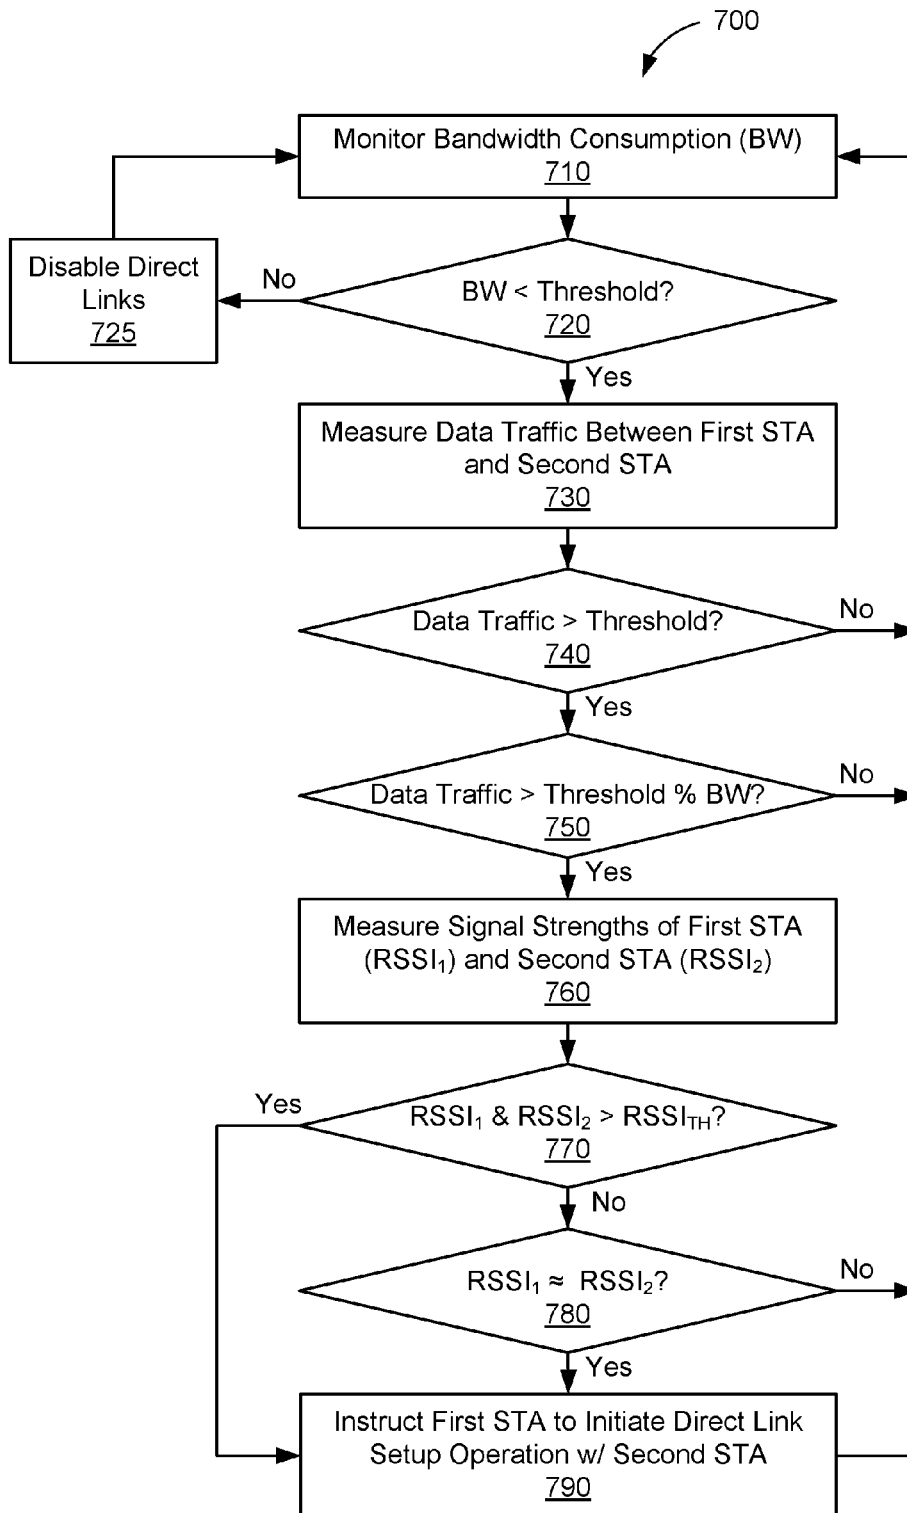 700
Monitor Bandwidth Consumption (BW)
710
Disable Direct
Links
725
No
BW < Threshold?
720
Yes
Measure Data Traffic Between First STA
and Second STA
730
Data Traffic > Threshold?
740
No
Yes
Data Traffic > Threshold % BW?
750
No
Yes
Measure Signal Strengths of First STA
(RSSI₁) and Second STA (RSSI₂)
760
Yes
RSSI₁ & RSSI₂ > RSSI_TH?
770
No
RSSI₁ ≈ RSSI₂?
780
No
Yes
Instruct First STA to Initiate Direct Link
Setup Operation w/ Second STA
790